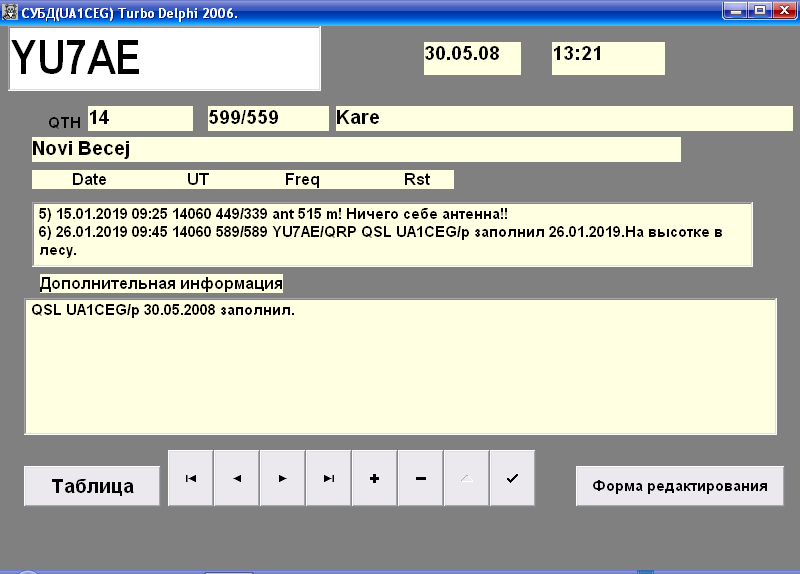 СУБД(UA1CEG) Turbo Delphi 2006.
YU7AE
30.05.08 13:21
QTH 14 599/559 Kare
Novi Becej
Date UT Freq Rst
5) 15.01.2019 09:25 14060 449/339 ant 515 m! Ничего себе антенна!!
6) 26.01.2019 09:45 14060 589/589 YU7AE/QRP QSL UA1CEG/p заполнил 26.01.2019.На высотке в
лесу.
Дополнительная информация
QSL UA1CEG/p 30.05.2008 заполнил.
Таблица
Форма редактирования